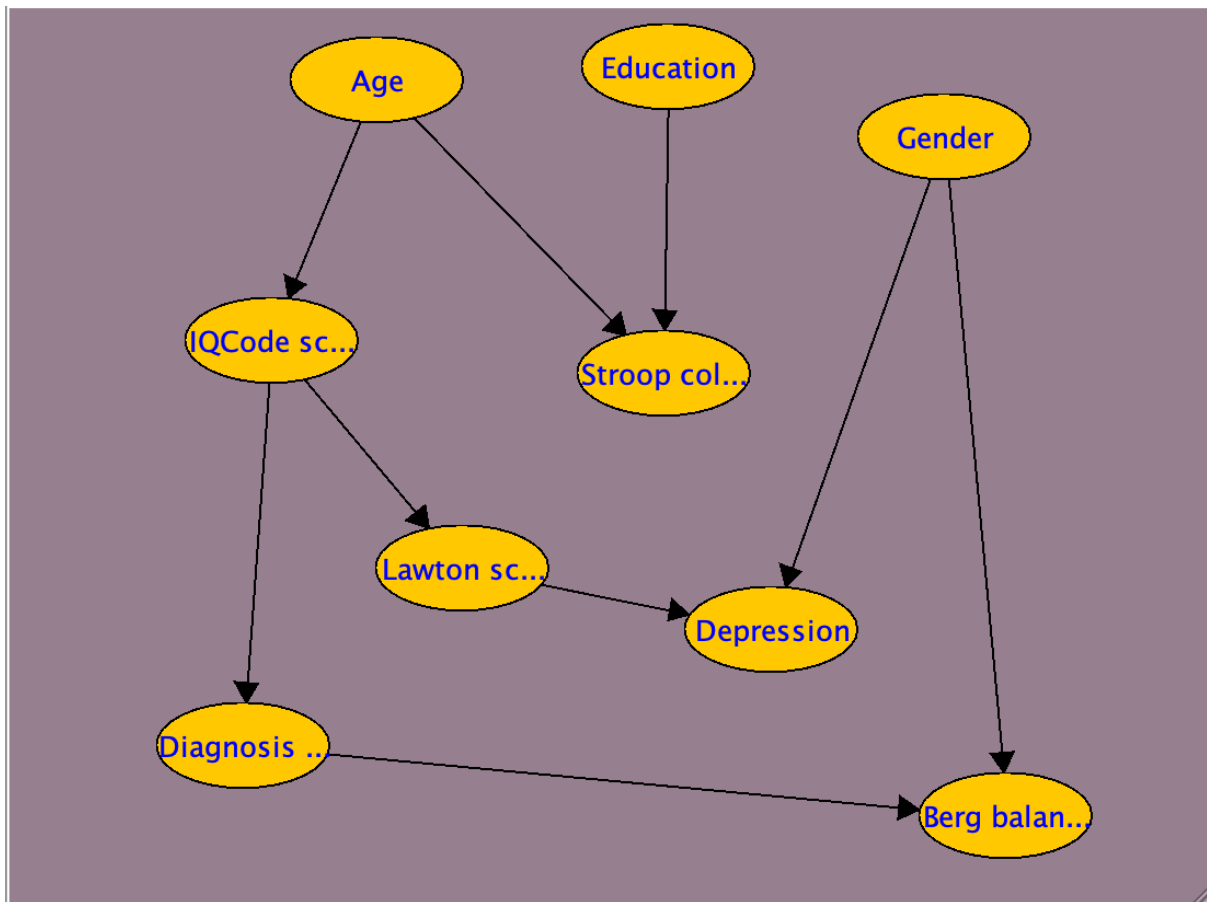 Age
Education
Gender
IQCode sc...
Stroop col...
Lawton sc...
Depression
Diagnosis ...
Berg balan...